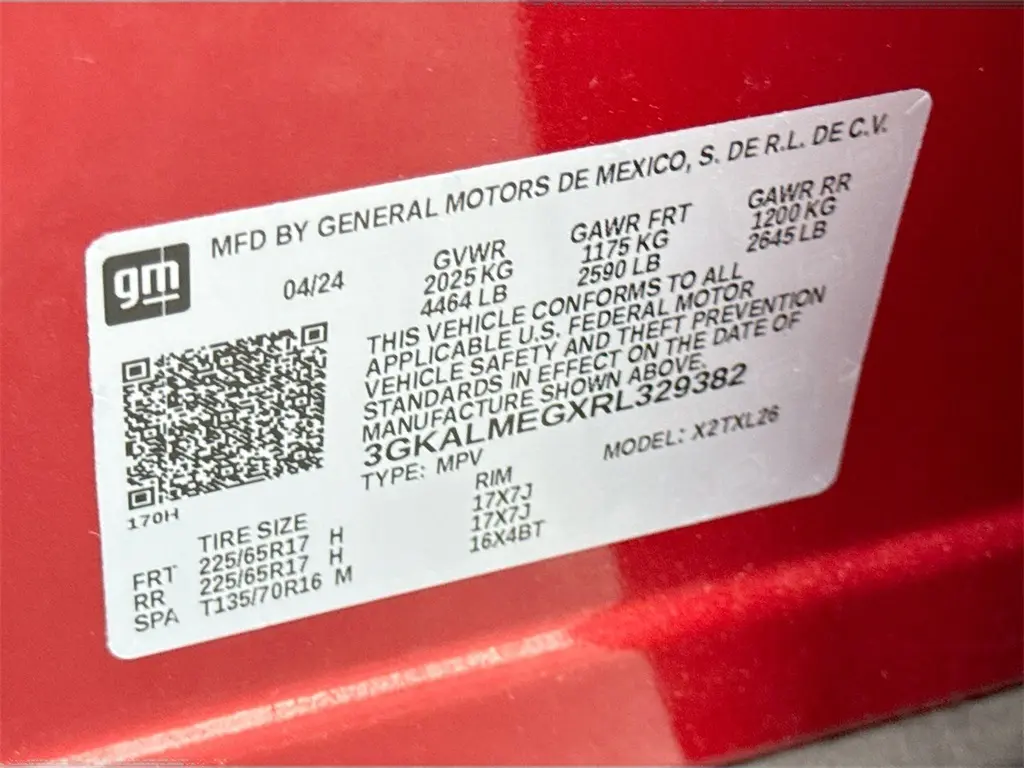 MFD BY GENERAL MOTORS DE MEXICO, S. DE R.L. DE C.V.
gm
04/24
GVWR
2025 KG
4464 LB
GAWR FRT
1175 KG
2590 LB
GAWR RR
1200 KG
2645 LB
THIS VEHICLE CONFORMS TO ALL
APPLICABLE U.S. FEDERAL MOTOR
VEHICLE SAFETY AND THEFT PREVENTION
STANDARDS IN EFFECT ON THE DATE OF
MANUFACTURE SHOWN ABOVE.
3GKALMEGXRL329382
TYPE: MPV MODEL: X2TXL26
170H
TIRE SIZE RIM
FRT 225/65R17 H 17X7J
RR 225/65R17 H 17X7J
SPA T135/70R16 M 16X4BT